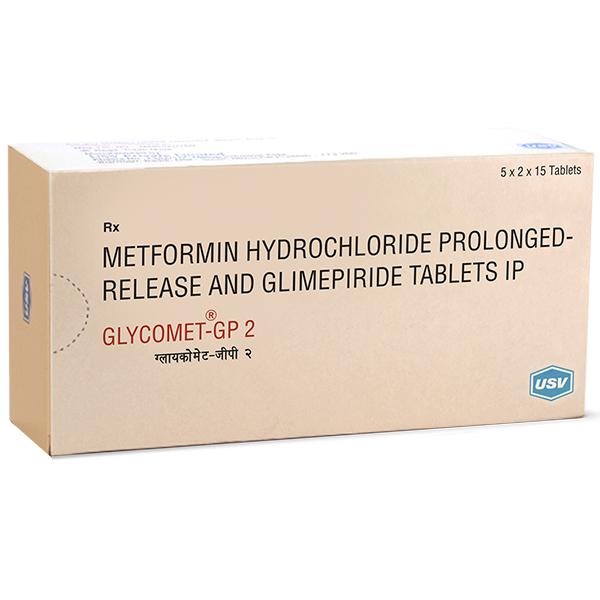 5 x 2 x 15 Tablets
Rx
METFORMIN HYDROCHLORIDE PROLONGED-
RELEASE AND GLIMEPIRIDE TABLETS IP
GLYCOMET®-GP 2
ग्लायकोमेट-जीपी २
USV